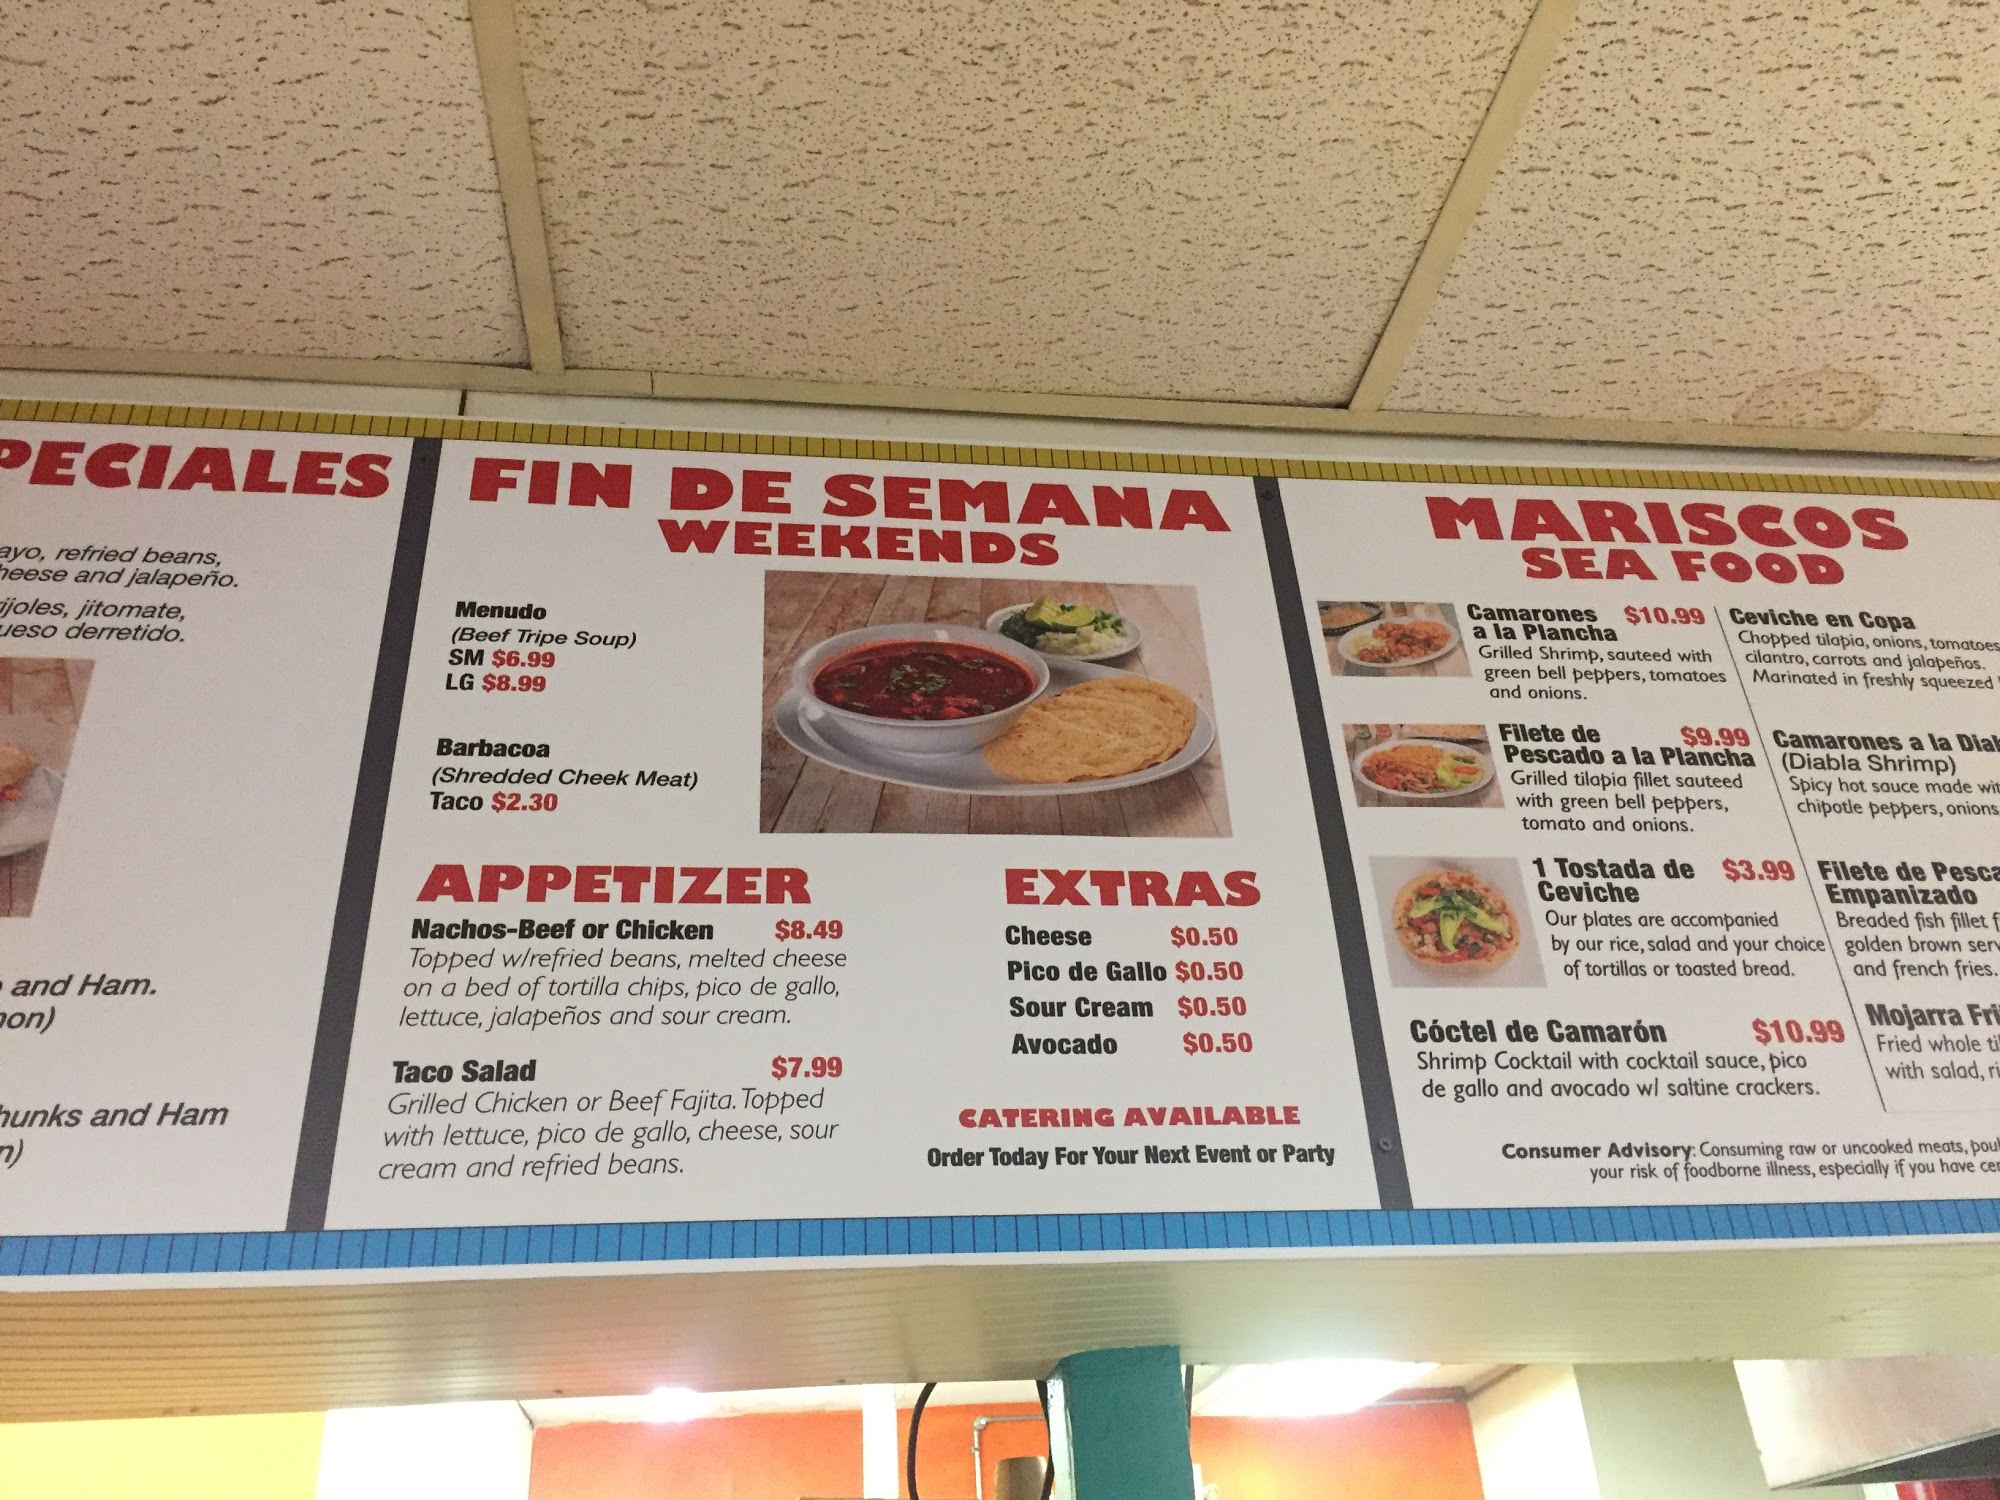 PECIALES
ayo, refried beans,
heese and jalapeño.
ijoles, jitomate,
ueso derretido.
and Ham.
non)
hunks and Ham
n)
FIN DE SEMANA
WEEKENDS
Menudo
(Beef Tripe Soup)
SM $6.99
LG $8.99
Barbacoa
(Shredded Cheek Meat)
Taco $2.30
APPETIZER
Nachos-Beef or Chicken $8.49
Topped w/refried beans, melted cheese
on a bed of tortilla chips, pico de gallo,
lettuce, jalapeños and sour cream.
Taco Salad $7.99
Grilled Chicken or Beef Fajita. Topped
with lettuce, pico de gallo, cheese, sour
cream and refried beans.
EXTRAS
Cheese $0.50
Pico de Gallo $0.50
Sour Cream $0.50
Avocado $0.50
CATERING AVAILABLE
Order Today For Your Next Event or Party
MARISCOS
SEA FOOD
Camarones $10.99
a la Plancha
Grilled Shrimp, sauteed with
green bell peppers, tomatoes
and onions.
Filete de $9.99
Pescado a la Plancha
Grilled tilapia fillet sauteed
with green bell peppers,
tomato and onions.
1 Tostada de $3.99
Ceviche
Our plates are accompanied
by our rice, salad and your choice
of tortillas or toasted bread.
Cóctel de Camarón $10.99
Shrimp Cocktail with cocktail sauce, pico
de gallo and avocado w/ saltine crackers.
Ceviche en Copa
Chopped tilapia, onions, tomatoes
cilantro, carrots and jalapeños.
Marinated in freshly squeezed
Camarones a la Diab
(Diabla Shrimp)
Spicy hot sauce made wit
chipotle peppers, onions
Filete de Pesca
Empanizado
Breaded fish fillet f
golden brown serv
and french fries.
Mojarra Fri
Fried whole til
with salad, ri
Consumer Advisory: Consuming raw or uncooked meats, poul
your risk of foodborne illness, especially if you have cer